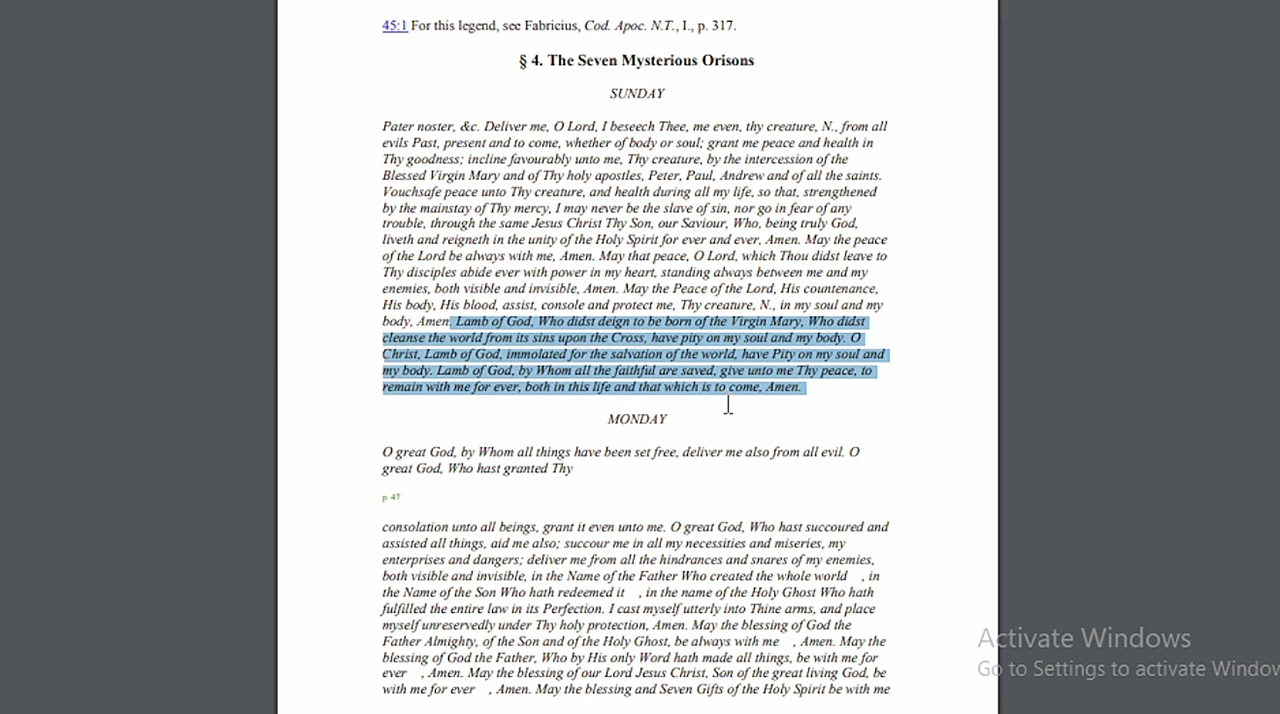 45:1 For this legend, see Fabricius, Cod. Apoc. N.T., I., p. 317.
§ 4. The Seven Mysterious Orisons
SUNDAY
Pater noster, &c. Deliver me, O Lord, I beseech Thee, me even, thy creature, N., from all
evils Past, present and to come, whether of body or soul; grant me peace and health in
Thy goodness; incline favourably unto me, Thy creature, by the intercession of the
Blessed Virgin Mary and of Thy holy apostles, Peter, Paul, Andrew and of all the saints.
Vouchsafe peace unto Thy creature, and health during all my life, so that, strengthened
by the mainstay of Thy mercy, I may never be the slave of sin, nor go in fear of any
trouble, through the same Jesus Christ Thy Son, our Saviour, Who, being truly God,
liveth and reigneth in the unity of the Holy Spirit for ever and ever, Amen. May the peace
of the Lord be always with me, Amen. May that peace, O Lord, which Thou didst leave to
Thy disciples abide ever with power in my heart, standing always between me and my
enemies, both visible and invisible, Amen. May the Peace of the Lord, His countenance,
His body, His blood, assist, console and protect me, Thy creature, N., in my soul and my
body, Amen. Lamb of God, Who didst deign to be born of the Virgin Mary, Who didst
cleanse the world from its sins upon the Cross, have pity on my soul and my body. O
Christ, Lamb of God, immolated for the salvation of the world, have Pity on my soul and
my body. Lamb of God, by Whom all the faithful are saved, give unto me Thy peace, to
remain with me for ever, both in this life and that which is to come, Amen.
MONDAY
O great God, by Whom all things have been set free, deliver me also from all evil. O
great God, Who hast granted Thy
p. 47
consolation unto all beings, grant it even unto me. O great God, Who hast succoured and
assisted all things, aid me also; succour me in all my necessities and miseries, my
enterprises and dangers; deliver me from all the hindrances and snares of my enemies,
both visible and invisible, in the Name of the Father Who created the whole world , in
the Name of the Son Who hath redeemed it , in the name of the Holy Ghost Who hath
fulfilled the entire law in its Perfection. I cast myself utterly into Thine arms, and place
myself unreservedly under Thy holy protection, Amen. May the blessing of God the
Father Almighty, of the Son and of the Holy Ghost, be always with me , Amen. May the
blessing of God the Father, Who by His only Word hath made all things, be with me for
ever , Amen. May the blessing of our Lord Jesus Christ, Son of the great living God, be
with me for ever , Amen. May the blessing and Seven Gifts of the Holy Spirit be with me
Activate Windows
Go to Settings to activate Window